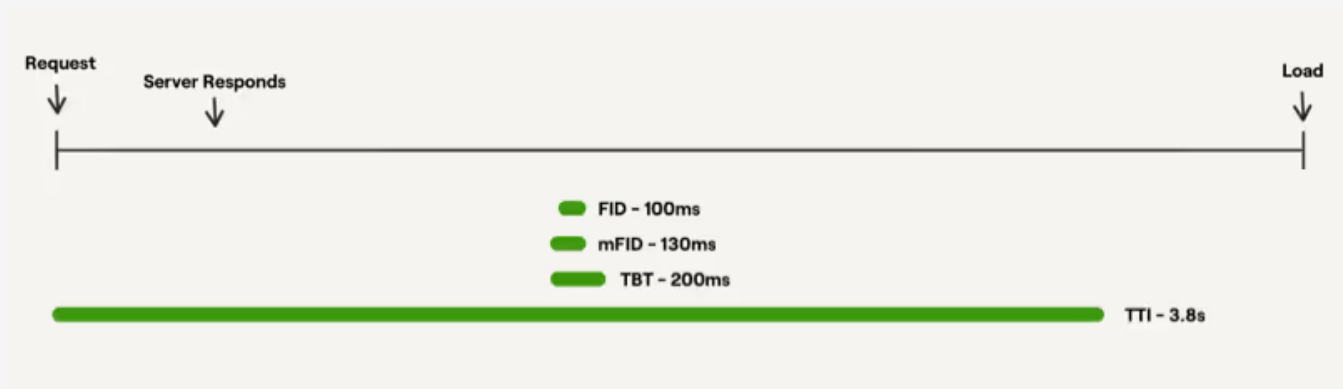 Request
Server Responds
Load
FID - 100ms
mFID - 130ms
TBT - 200ms
TTI - 3.8s